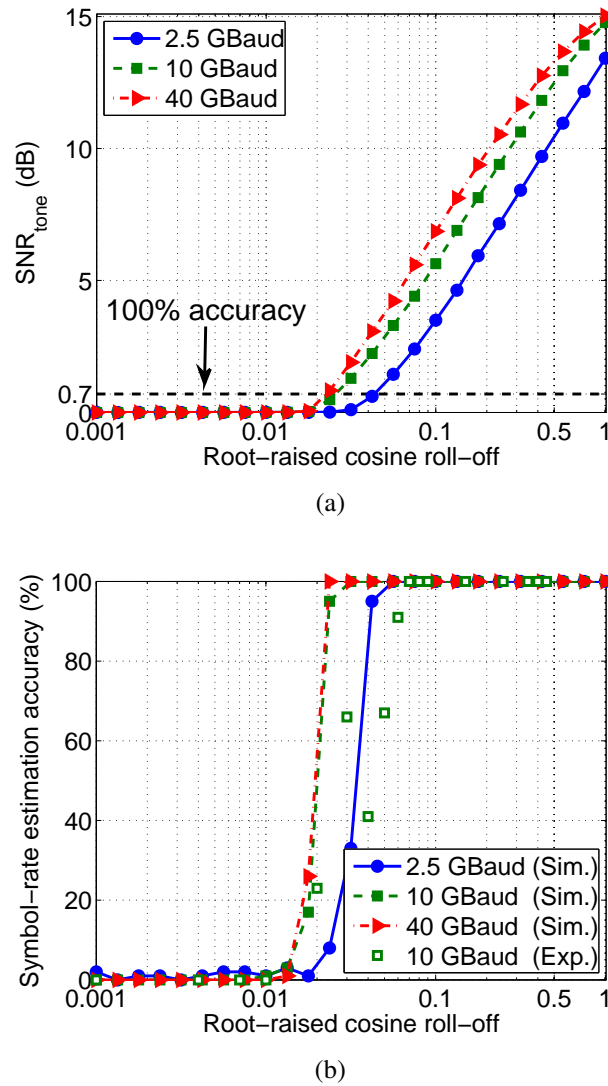 15
10
5
0.7
0
SNR_tone (dB)
2.5 GBaud
10 GBaud
40 GBaud
100% accuracy
0.001
0.01
0.1
0.5
1
Root−raised cosine roll−off
(a)
100
80
60
40
20
0
Symbol−rate estimation accuracy (%)
2.5 GBaud (Sim.)
10 GBaud (Sim.)
40 GBaud (Sim.)
10 GBaud (Exp.)
0.001
0.01
0.1
0.5
1
Root−raised cosine roll−off
(b)